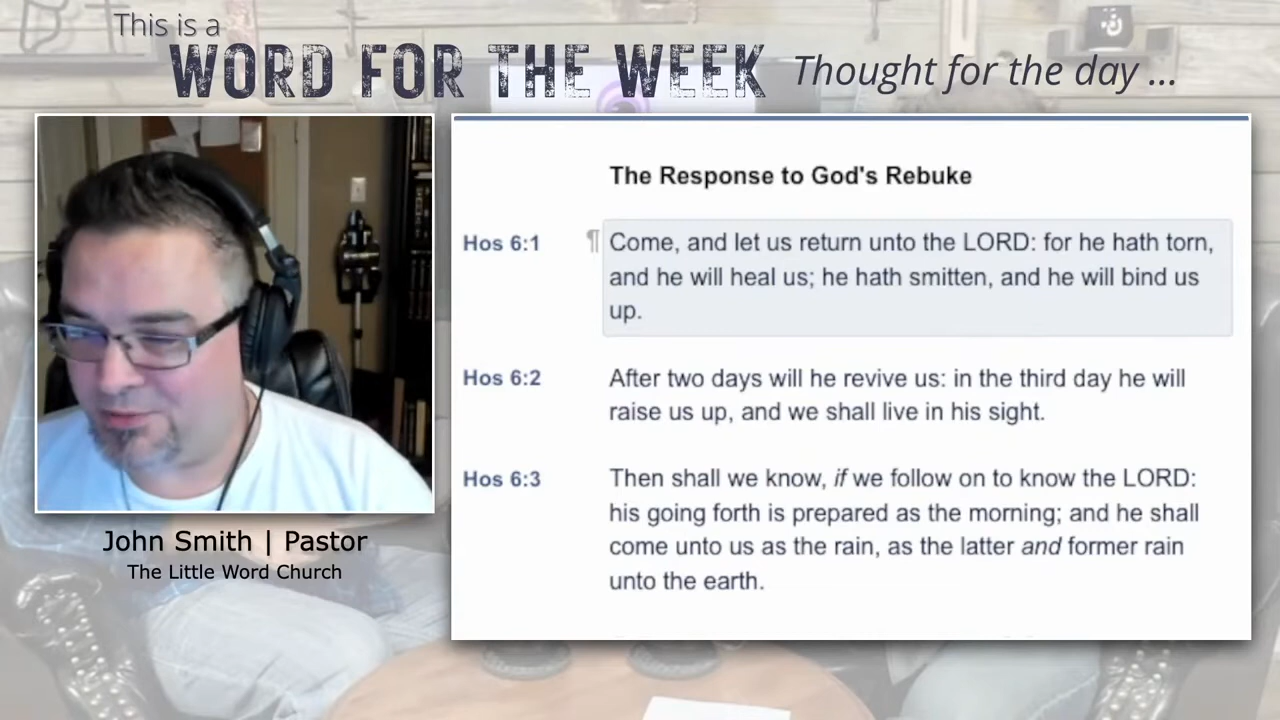 This is a
WORD FOR THE WEEK
Thought for the day ...
The Response to God's Rebuke
Hos 6:1 ¶ Come, and let us return unto the LORD: for he hath torn,
and he will heal us; he hath smitten, and he will bind us
up.
Hos 6:2 After two days will he revive us: in the third day he will
raise us up, and we shall live in his sight.
Hos 6:3 Then shall we know, if we follow on to know the LORD:
his going forth is prepared as the morning; and he shall
come unto us as the rain, as the latter and former rain
unto the earth.
John Smith | Pastor
The Little Word Church